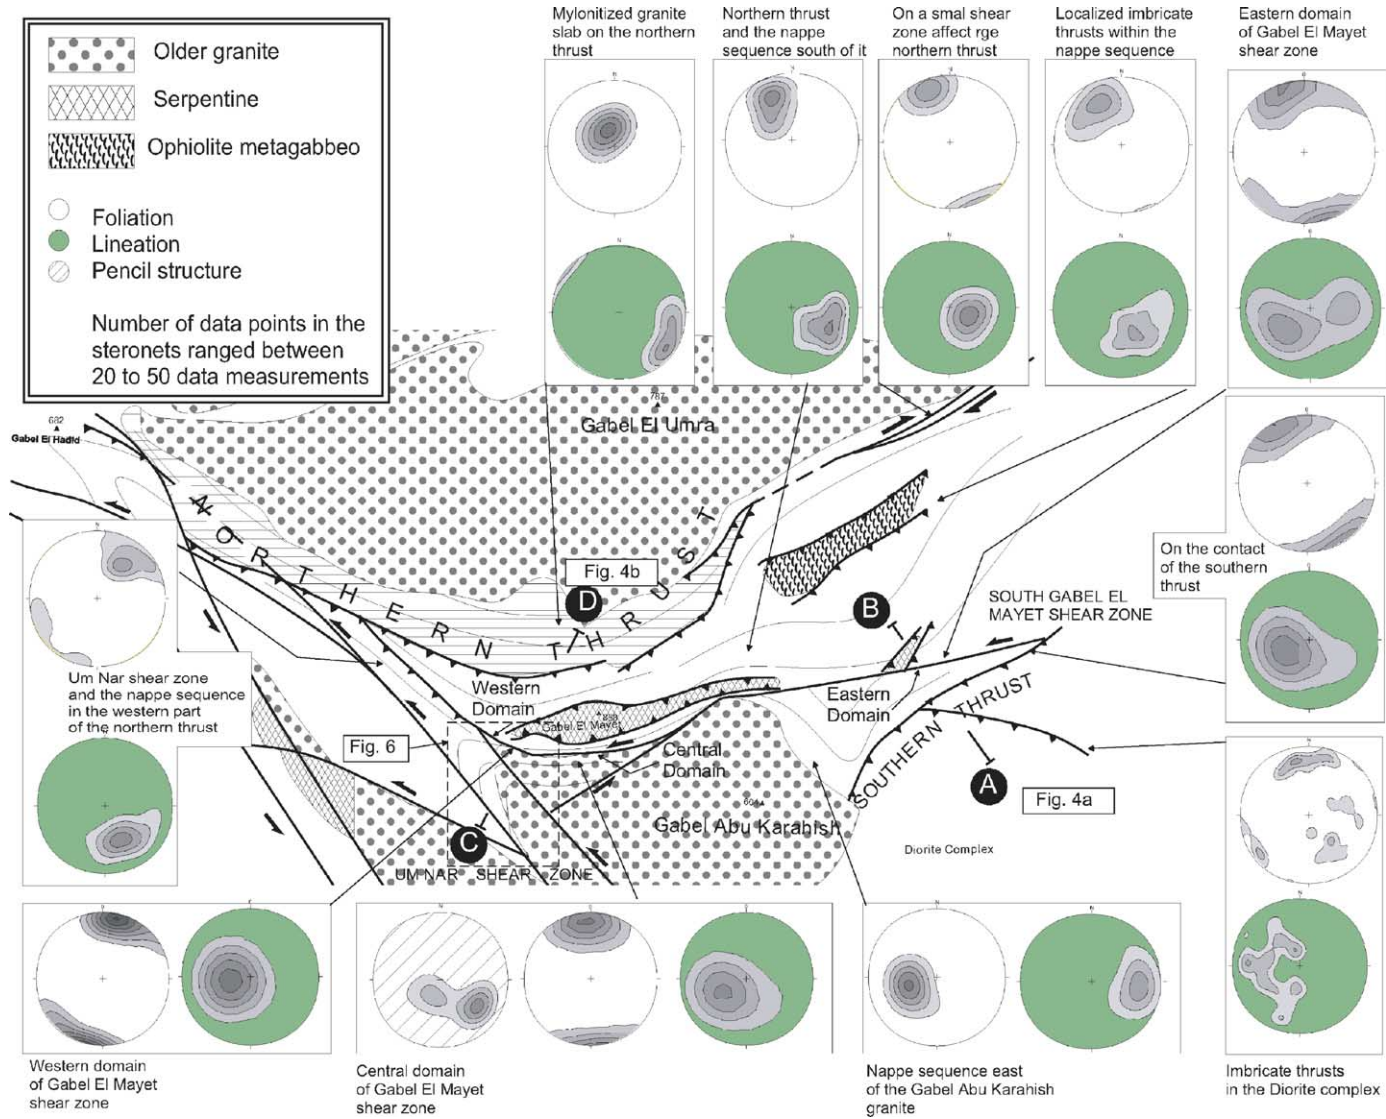 Older granite
Serpentine
Ophiolite metagabbeo
Foliation
Lineation
Pencil structure
Number of data points in the
steronets ranged between
20 to 50 data measurements
Mylonitized granite
slab on the northern
thrust
Northern thrust
and the nappe
sequence south of it
On a smal shear
zone affect rge
northern thrust
Localized imbricate
thrusts within the
nappe sequence
Eastern domain
of Gabel El Mayet
shear zone
682
Gabel El Hadid
787
Gabel El Umra
NORTHERN THRUST
Fig. 4b
D
B
On the contact
of the southern
thrust
SOUTH GABEL EL
MAYET SHEAR ZONE
Um Nar shear zone
and the nappe sequence
in the western part
of the northern thrust
Western
Domain
Gabel El Mayet
Eastern
Domain
Fig. 6
Central
Domain
SOUTHERN THRUST
A
Fig. 4a
Gabel Abu Karahish
C
Diorite Complex
UM NAR SHEAR ZONE
Western domain
of Gabel El Mayet
shear zone
Central domain
of Gabel El Mayet
shear zone
Nappe sequence east
of the Gabel Abu Karahish
granite
Imbricate thrusts
in the Diorite complex